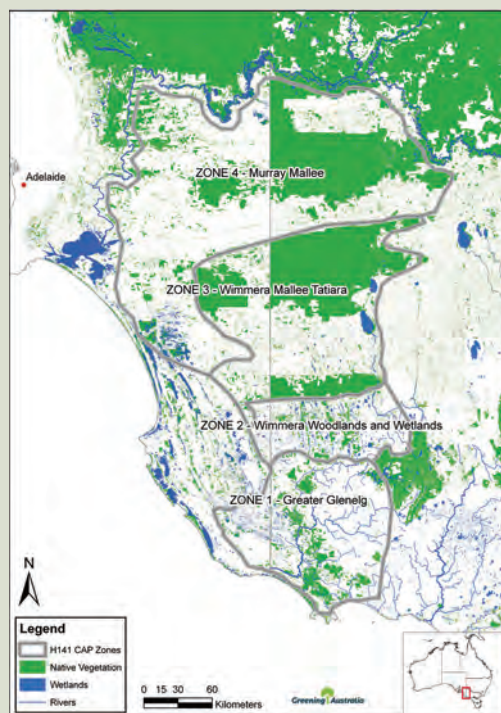 Adelaide
ZONE 4 - Murray Mallee
ZONE 3 - Wimmera Mallee Tatiara
ZONE 2 - Wimmera Woodlands and Wetlands
ZONE 1 - Greater Glenelg
N
Legend
H141 CAP Zones
Native Vegetation
Wetlands
Rivers
0 15 30 60
Kilometers
Greening Australia